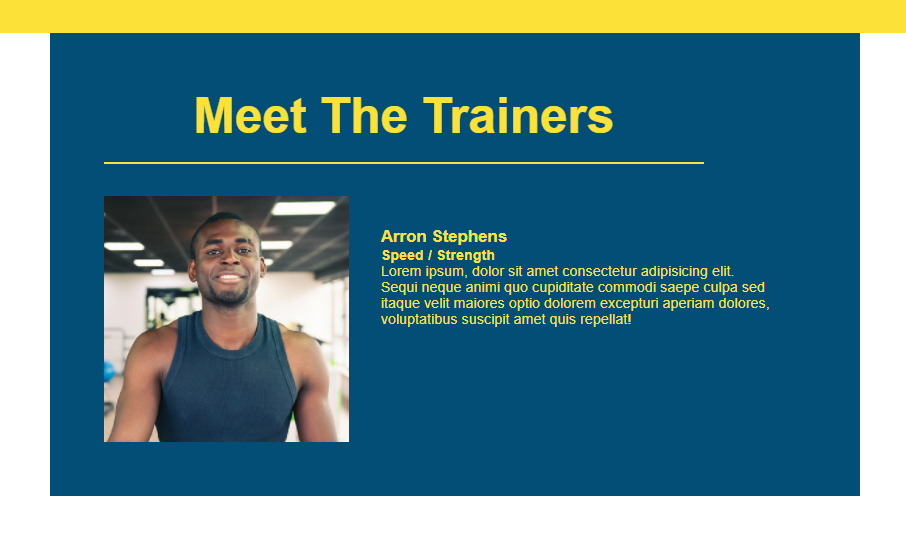 Meet The Trainers
Arron Stephens
Speed / Strength
Lorem ipsum, dolor sit amet consectetur adipisicing elit.
Sequi neque animi quo cupiditate commodi saepe culpa sed
itaque velit maiores optio dolorem excepturi aperiam dolores,
voluptatibus suscipit amet quis repellat!